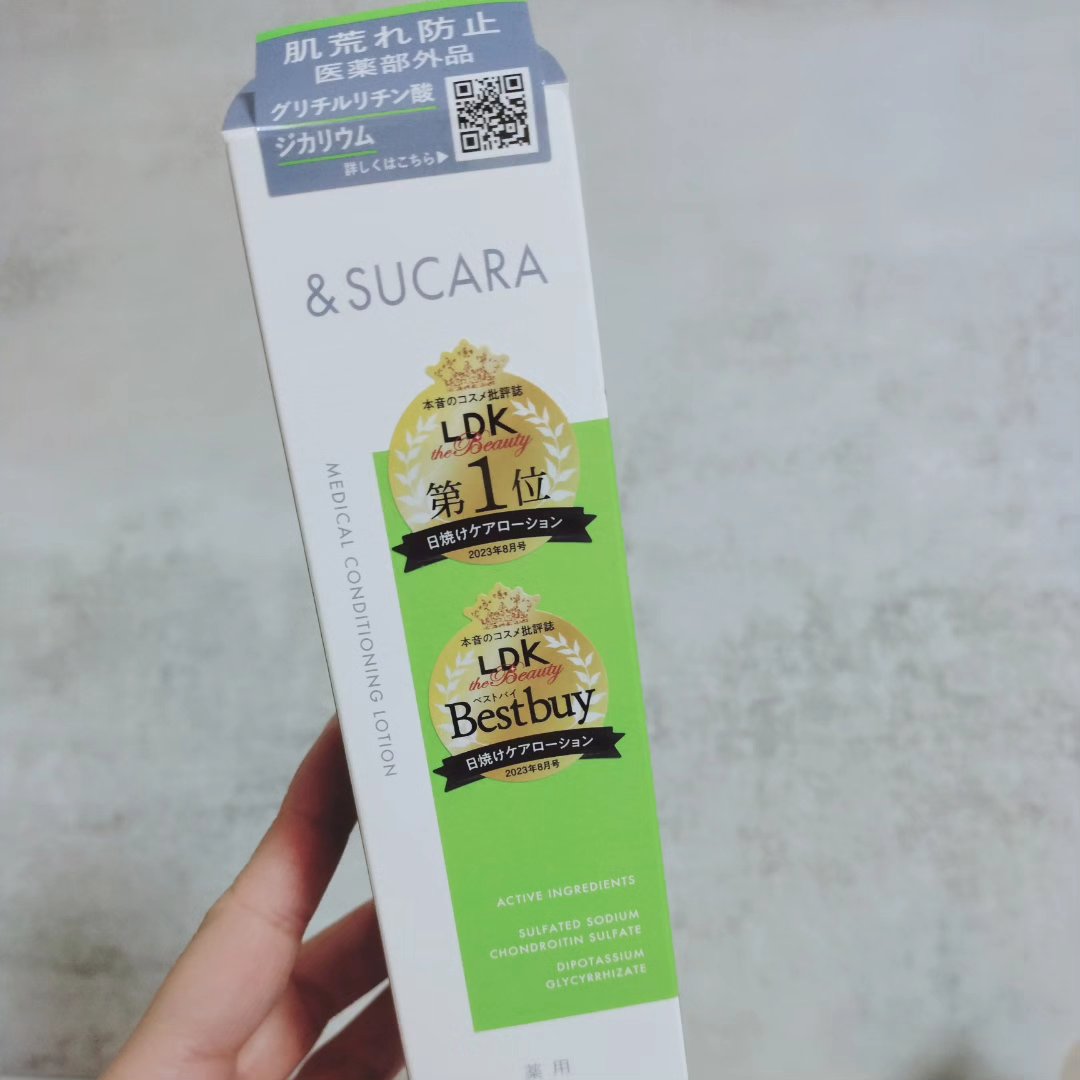 肌荒れ防止
医薬部外品
グリチルリチン酸
ジカリウム
詳しくはこちら▶
&SUCARA
本音のコスメ批評誌
LDK
the Beauty
第1位
日焼けケアローション
2023年8月号
MEDICAL CONDITIONING LOTION
本音のコスメ批評誌
LDK
the Beauty
ベストバイ
Bestbuy
日焼けケアローション
2023年8月号
ACTIVE INGREDIENTS
SULFATED SODIUM
CHONDROITIN SULFATE
DIPOTASSIUM
GLYCYRRHIZATE
薬用